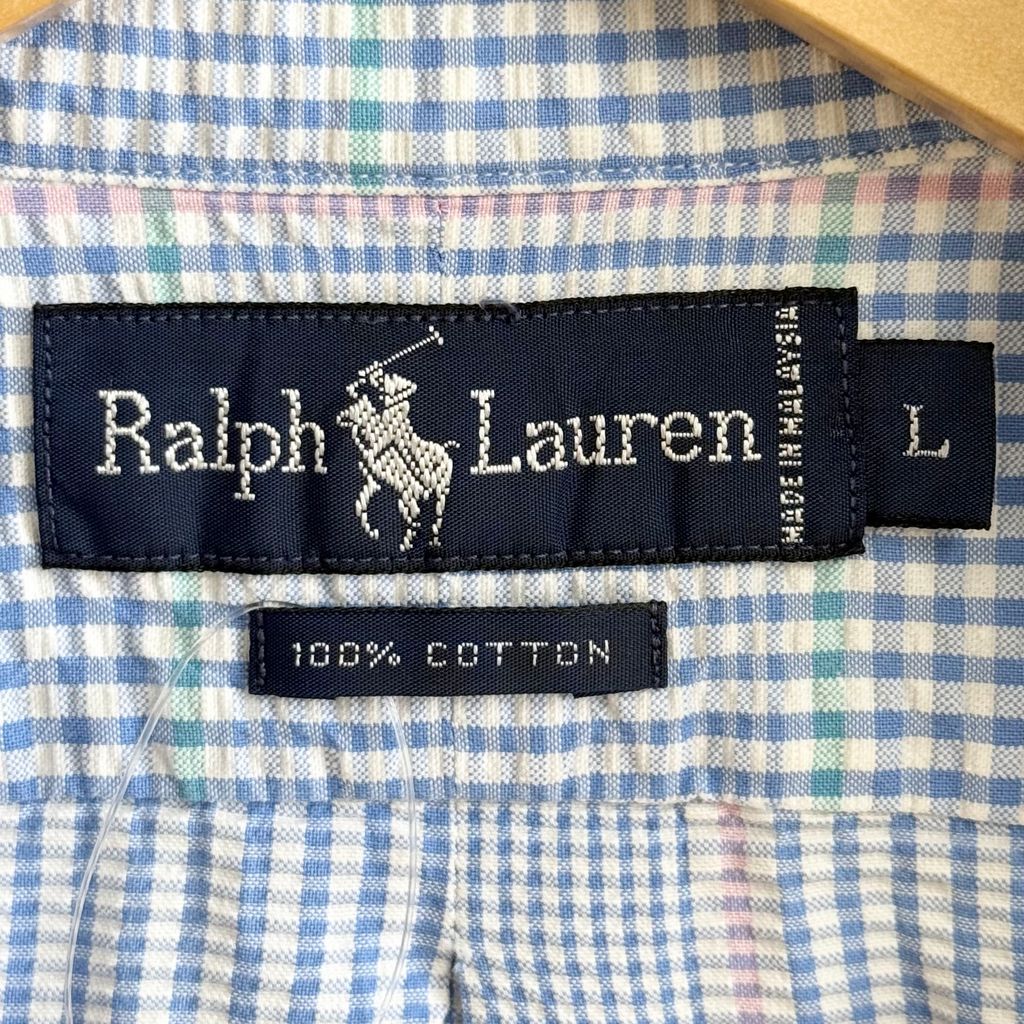 Ralph Lauren
MADE IN MALAYSIA
L
100% COTTON